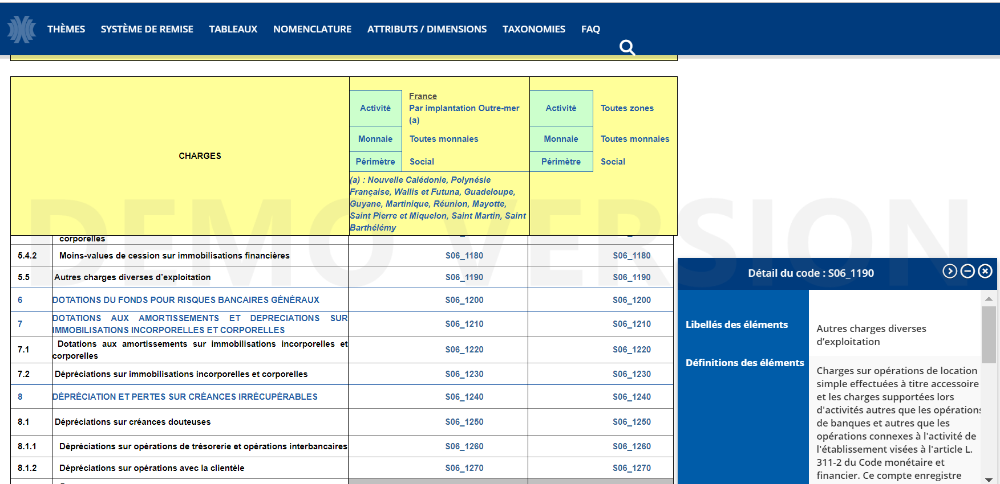 THÈMES SYSTÈME DE REMISE TABLEAUX NOMENCLATURE ATTRIBUTS / DIMENSIONS TAXONOMIES FAQ
CHARGES
Activité
France
Par implantation Outre-mer
(a)
Monnaie Toutes monnaies
Périmètre Social
(a) : Nouvelle Calédonie, Polynésie
Française, Wallis et Futuna, Guadeloupe,
Guyane, Martinique, Réunion, Mayotte,
Saint Pierre et Miquelon, Saint Martin, Saint
Barthélémy
Activité Toutes zones
Monnaie Toutes monnaies
Périmètre Social
DEMO VERSION
corporelles
5.4.2 Moins-values de cession sur immobilisations financières S06_1180 S06_1180
5.5 Autres charges diverses d’exploitation S06_1190 S06_1190
6 DOTATIONS DU FONDS POUR RISQUES BANCAIRES GÉNÉRAUX S06_1200 S06_1200
7 DOTATIONS AUX AMORTISSEMENTS ET DEPRECIATIONS SUR
IMMOBILISATIONS INCORPORELLES ET CORPORELLES S06_1210 S06_1210
7.1 Dotations aux amortissements sur immobilisations incorporelles et
corporelles S06_1220 S06_1220
7.2 Dépréciations sur immobilisations incorporelles et corporelles S06_1230 S06_1230
8 DÉPRÉCIATION ET PERTES SUR CRÉANCES IRRÉCUPÉRABLES S06_1240 S06_1240
8.1 Dépréciations sur créances douteuses S06_1250 S06_1250
8.1.1 Dépréciations sur opérations de trésorerie et opérations interbancaires S06_1260 S06_1260
8.1.2 Dépréciations sur opérations avec la clientèle S06_1270 S06_1270
Détail du code : S06_1190
Libellés des éléments
Autres charges diverses
d’exploitation
Définitions des éléments
Charges sur opérations de location
simple effectuées à titre accessoire
et les charges supportées lors
d'activités autres que les opérations
de banques et autres que les
opérations connexes à l'activité de
l'établissement visées à l'article L.
311-2 du Code monétaire et
financier. Ce compte enregistre